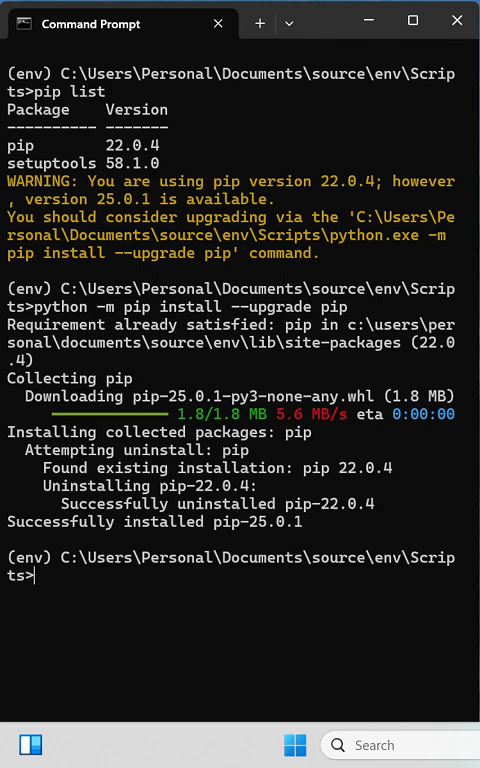 Command Prompt
(env) C:\Users\Personal\Documents\source\env\Scrip
ts>pip list
Package    Version
---------- -------
pip        22.0.4
setuptools 58.1.0
WARNING: You are using pip version 22.0.4; however
, version 25.0.1 is available.
You should consider upgrading via the 'C:\Users\Pe
rsonal\Documents\source\env\Scripts\python.exe -m
pip install --upgrade pip' command.
(env) C:\Users\Personal\Documents\source\env\Scrip
ts>python -m pip install --upgrade pip
Requirement already satisfied: pip in c:\users\per
sonal\documents\source\env\lib\site-packages (22.0
.4)
Collecting pip
  Downloading pip-25.0.1-py3-none-any.whl (1.8 MB)
1.8/1.8 MB 5.6 MB/s eta 0:00:00
Installing collected packages: pip
  Attempting uninstall: pip
    Found existing installation: pip 22.0.4
    Uninstalling pip-22.0.4:
      Successfully uninstalled pip-22.0.4
Successfully installed pip-25.0.1
(env) C:\Users\Personal\Documents\source\env\Scrip
ts>
Search